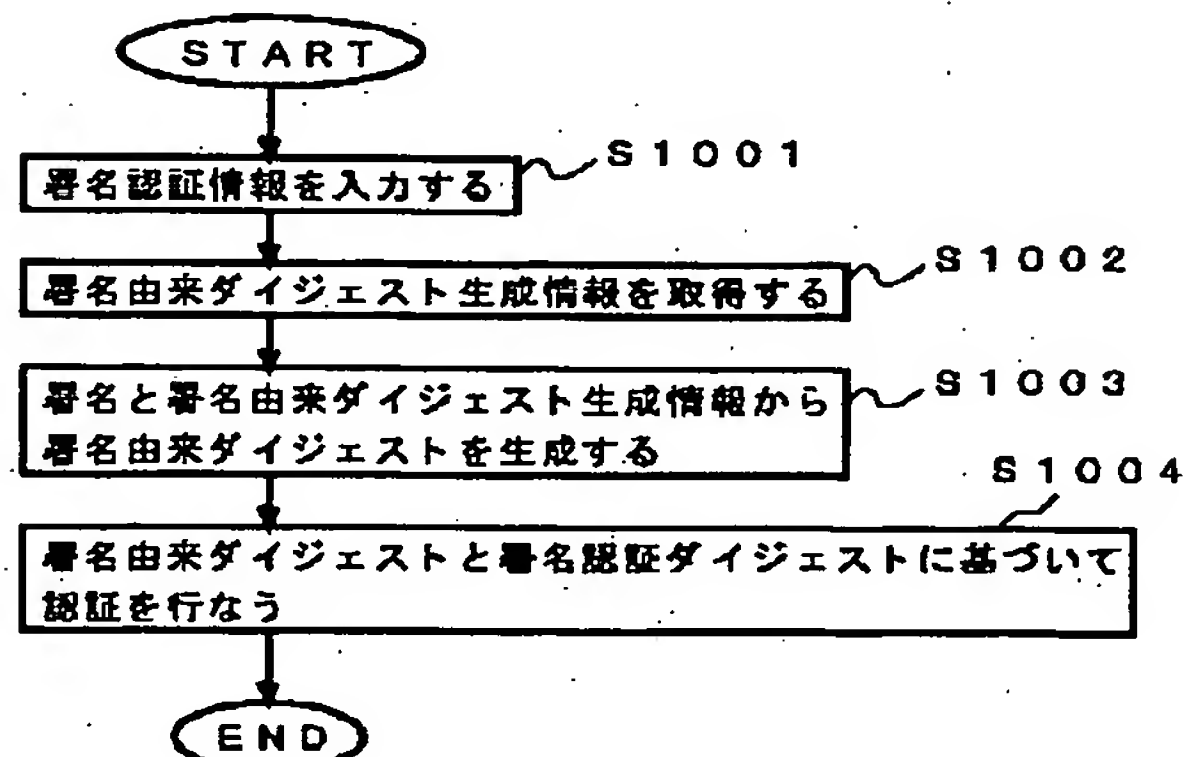 START
S1001
署名認証情報を入力する
S1002
署名由来ダイジェスト生成情報を取得する
S1003
署名と署名由来ダイジェスト生成情報から
署名由来ダイジェストを生成する
S1004
署名由来ダイジェストと署名認証ダイジェストに基づいて
認証を行なう
END